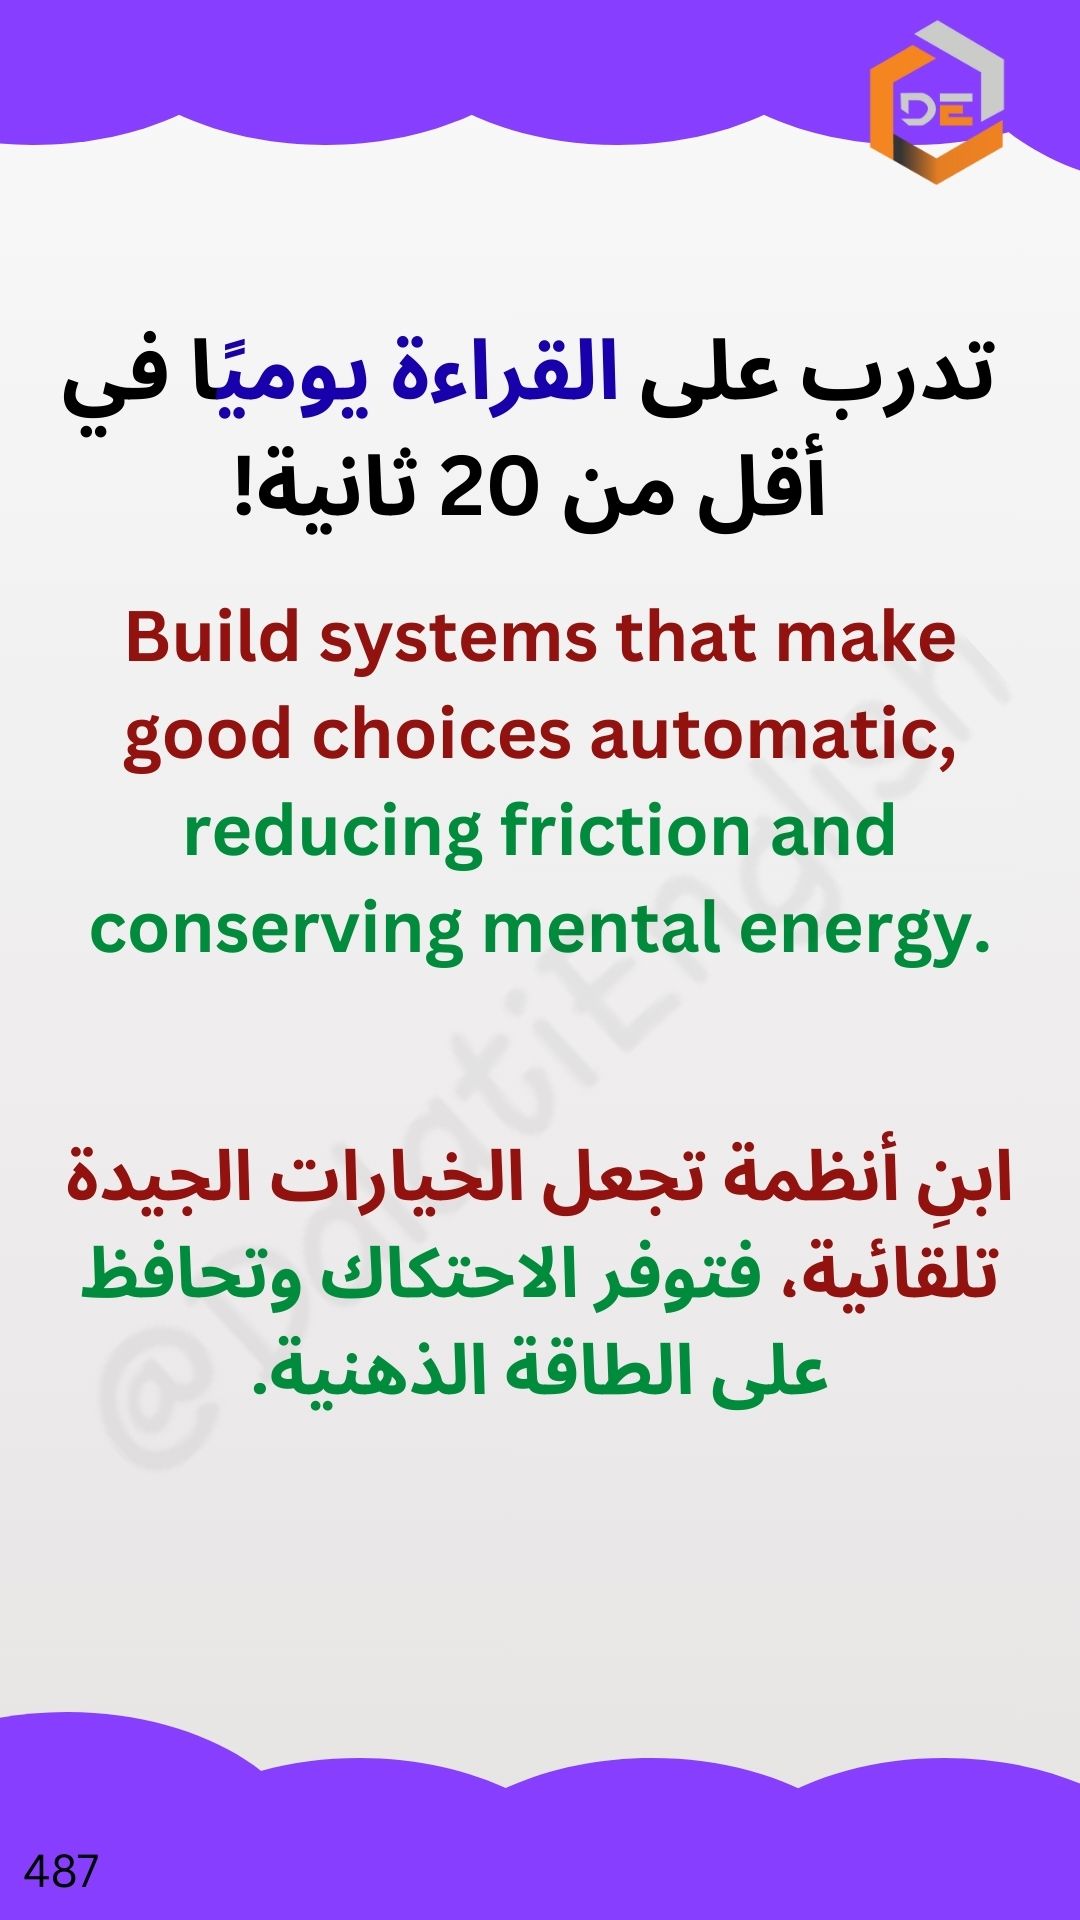 DE
تدرب على القراءة يوميًا في
أقل من 20 ثانية!
Build systems that make
good choices automatic,
reducing friction and
conserving mental energy.
@DalatiEnglish
ابنِ أنظمة تجعل الخيارات الجيدة
تلقائية، فتوفر الاحتكاك وتحافظ
على الطاقة الذهنية.
487